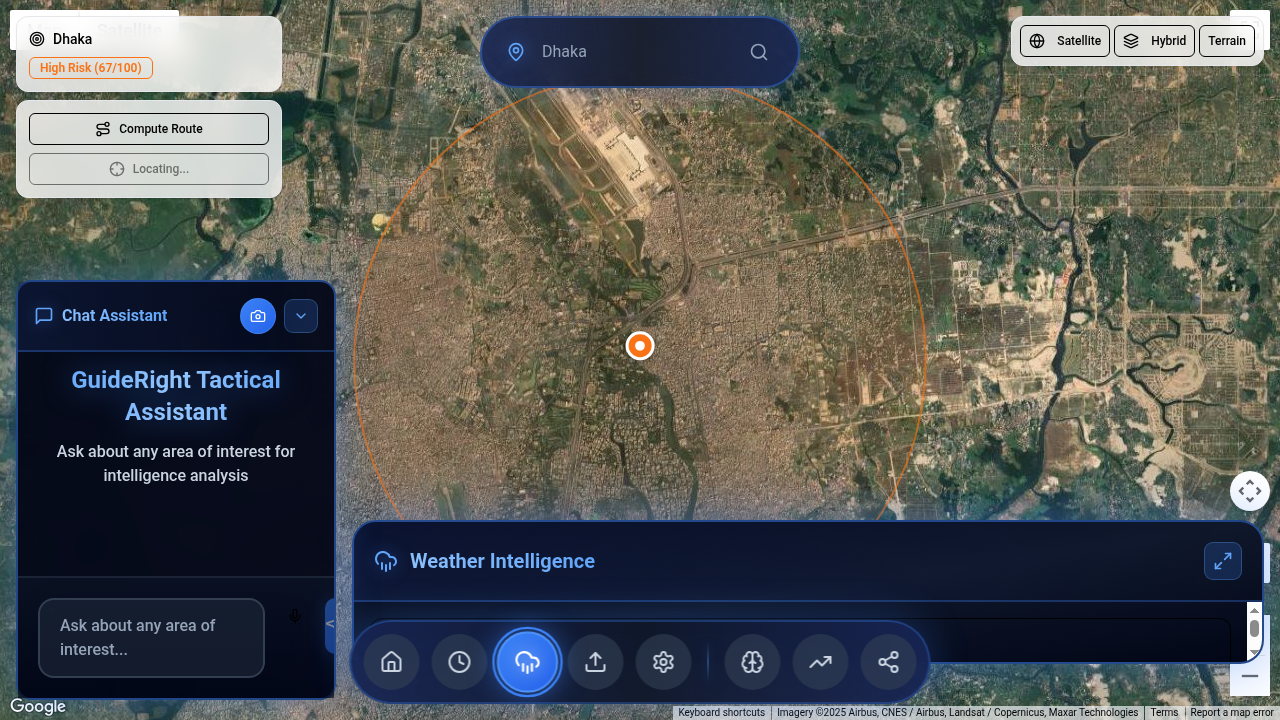 Dhaka
High Risk (67/100)
Compute Route
Locating...
Dhaka
Satellite
Hybrid
Terrain
Chat Assistant
GuideRight Tactical
Assistant
Ask about any area of interest for
intelligence analysis
Ask about any area of
interest...
<
Weather Intelligence
Google
Keyboard shortcuts
Imagery ©2025 Airbus, CNES / Airbus, Landsat / Copernicus, Maxar Technologies
Terms
Report a map error